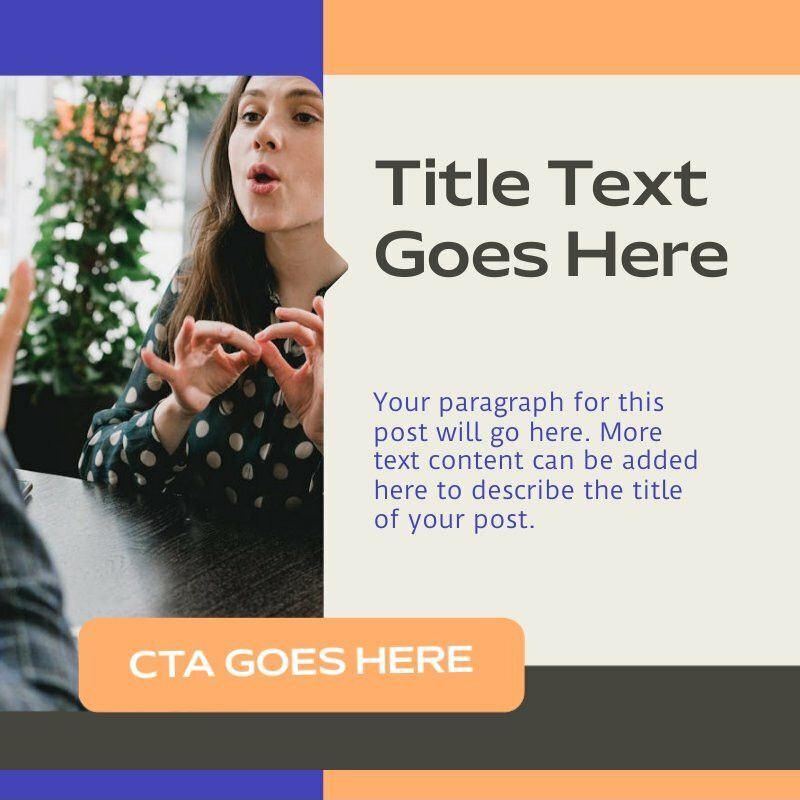 Title Text
Goes Here
Your paragraph for this
post will go here. More
text content can be added
here to describe the title
of your post.
CTA GOES HERE